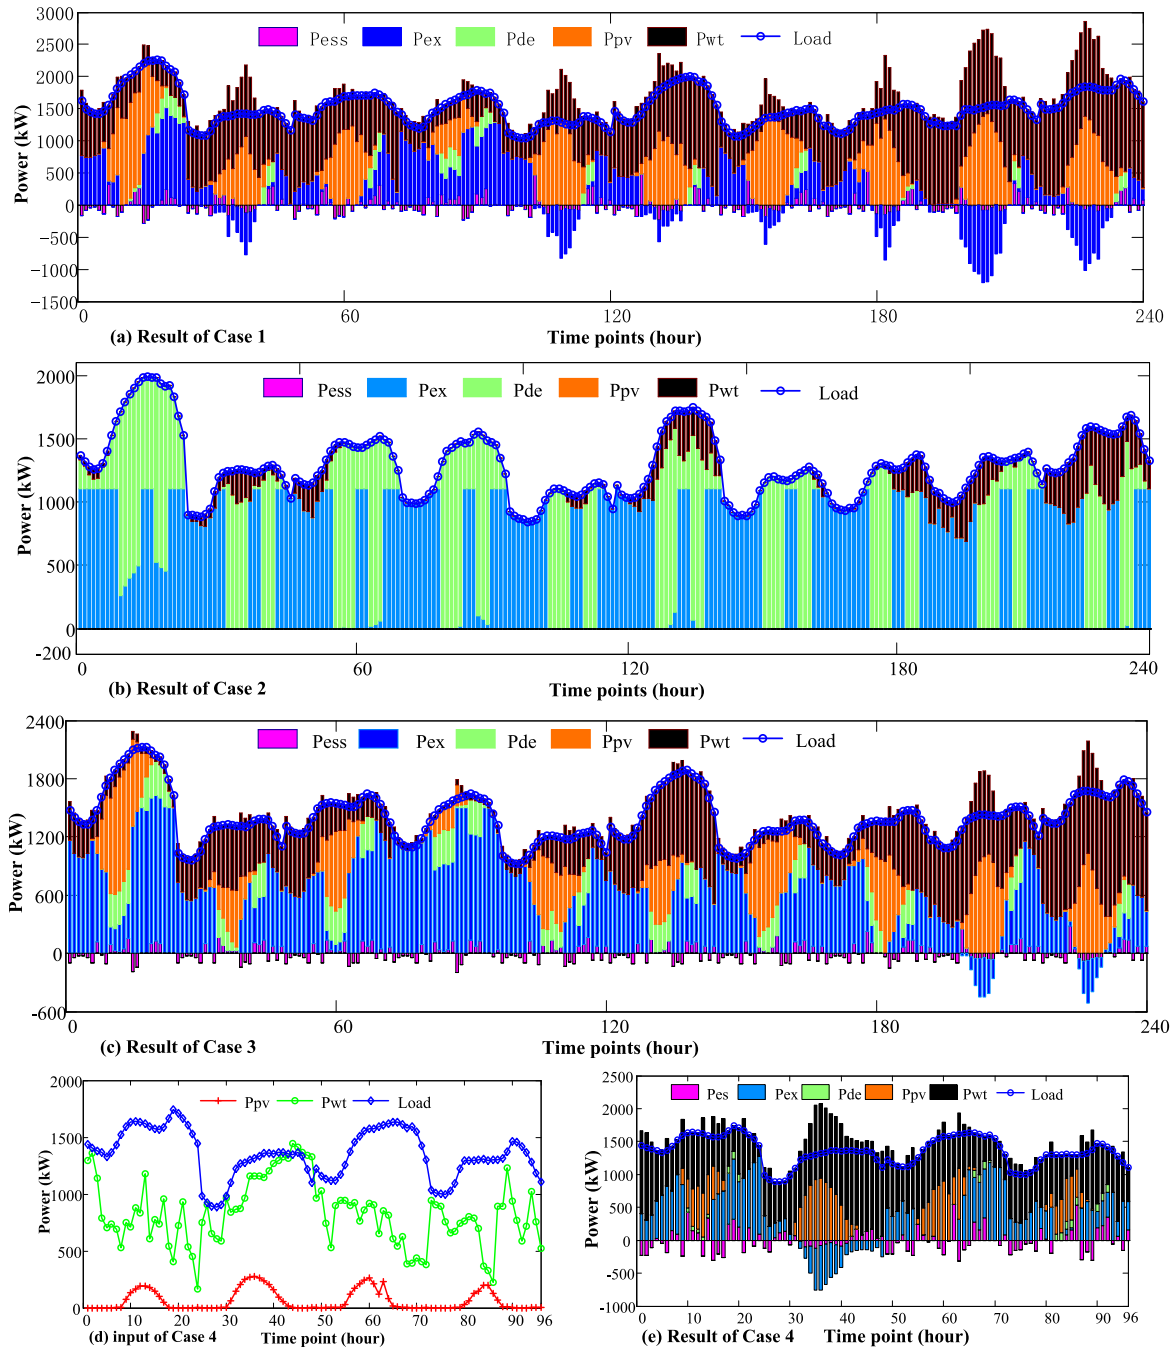 3000
2500
2000
1500
1000
500
0
-500
-1000
-1500
Power (kW)
Pess Pex Pde Ppv Pwt Load
0 60 120 180 240
(a) Result of Case 1 Time points (hour)
2000
1500
1000
500
0
-200
Power (kW)
Pess Pex Pde Ppv Pwt Load
0 60 120 180 240
(b) Result of Case 2 Time points (hour)
2400
1800
1200
600
0
-600
Power (kW)
Pess Pex Pde Ppv Pwt Load
0 60 120 180 240
(c) Result of Case 3 Time points (hour)
2000
1500
1000
500
0
Power (kW)
Ppv Pwt Load
0 10 20 30 40 50 60 70 80 90 96
(d) input of Case 4 Time point (hour)
2500
2000
1500
1000
500
0
-500
-1000
Power (kW)
Pes Pex Pde Ppv Pwt Load
0 10 20 30 40 50 60 70 80 90 96
(e) Result of Case 4 Time point (hour)